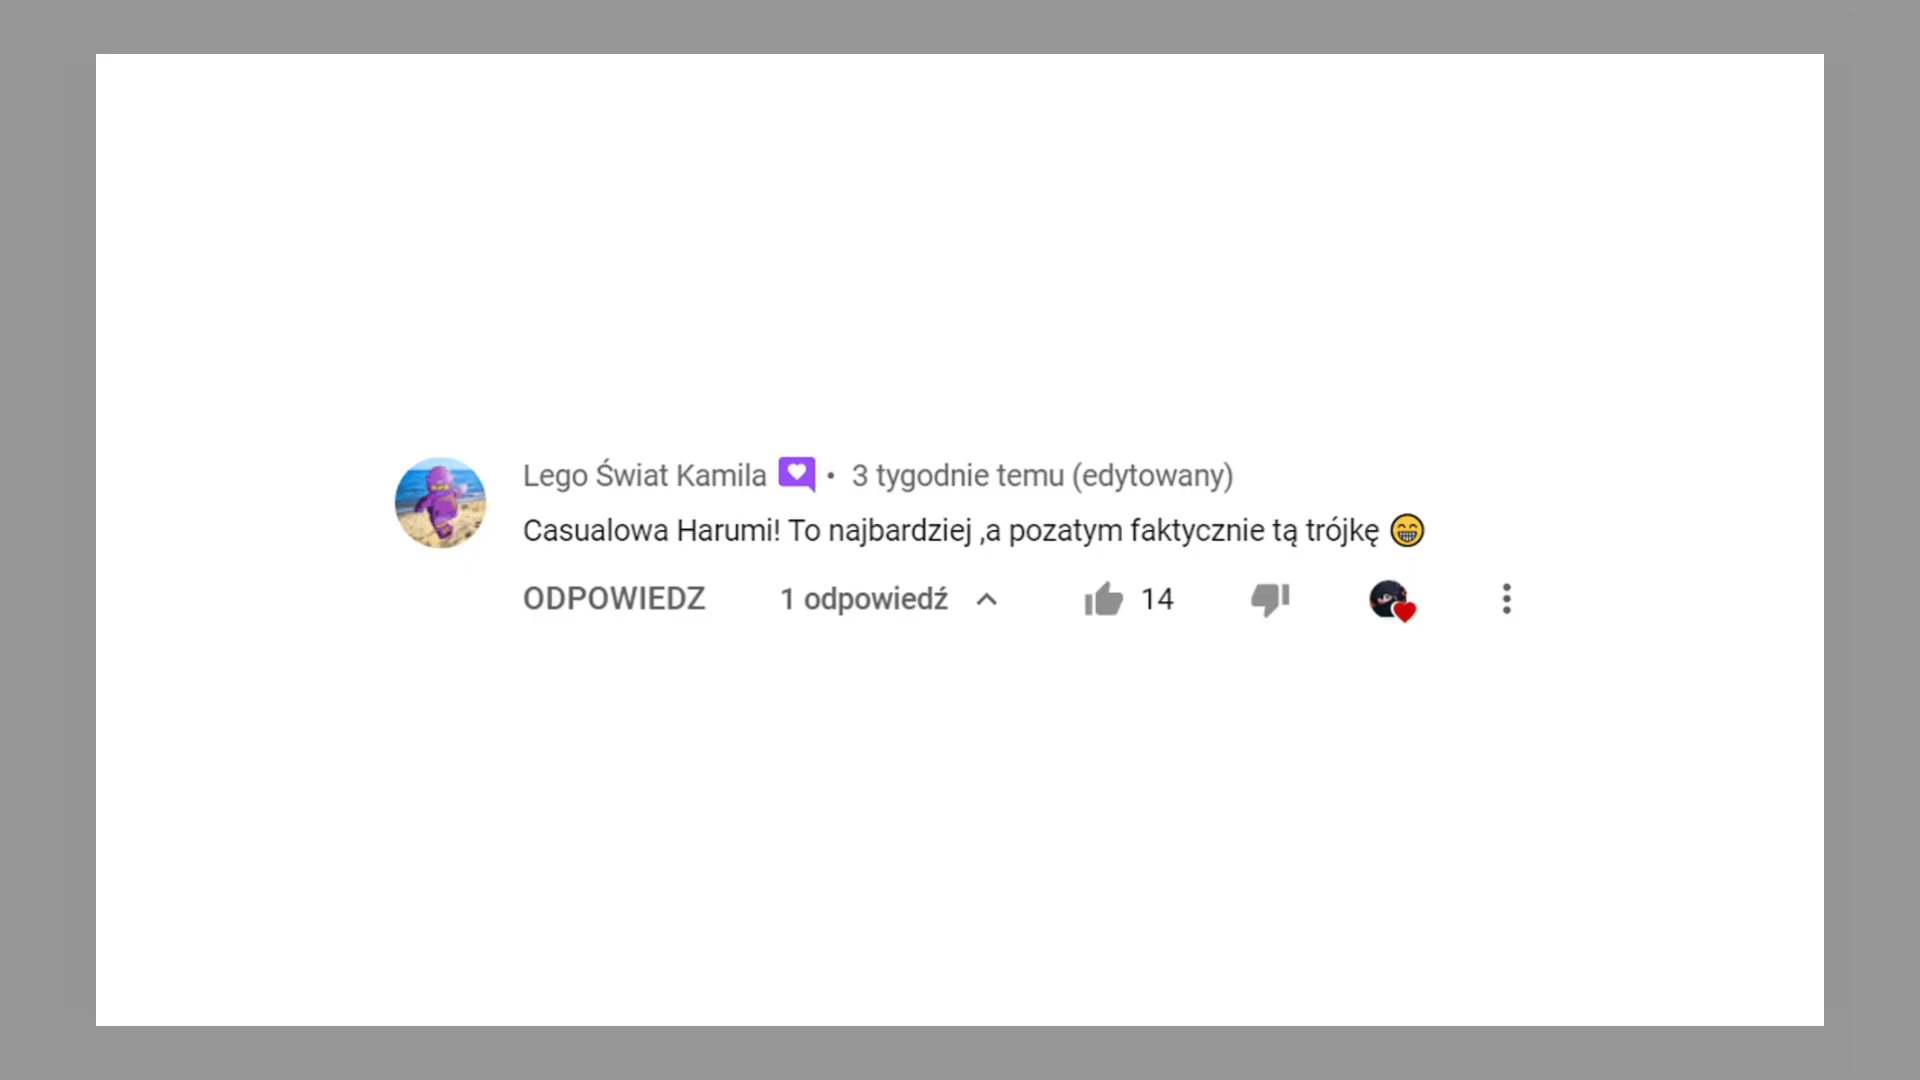 Lego Świat Kamila • 3 tygodnie temu (edytowany)
Casualowa Harumi! To najbardziej ,a pozatym faktycznie tą trójkę 😁
ODPOWIEDZ 1 odpowiedź 14